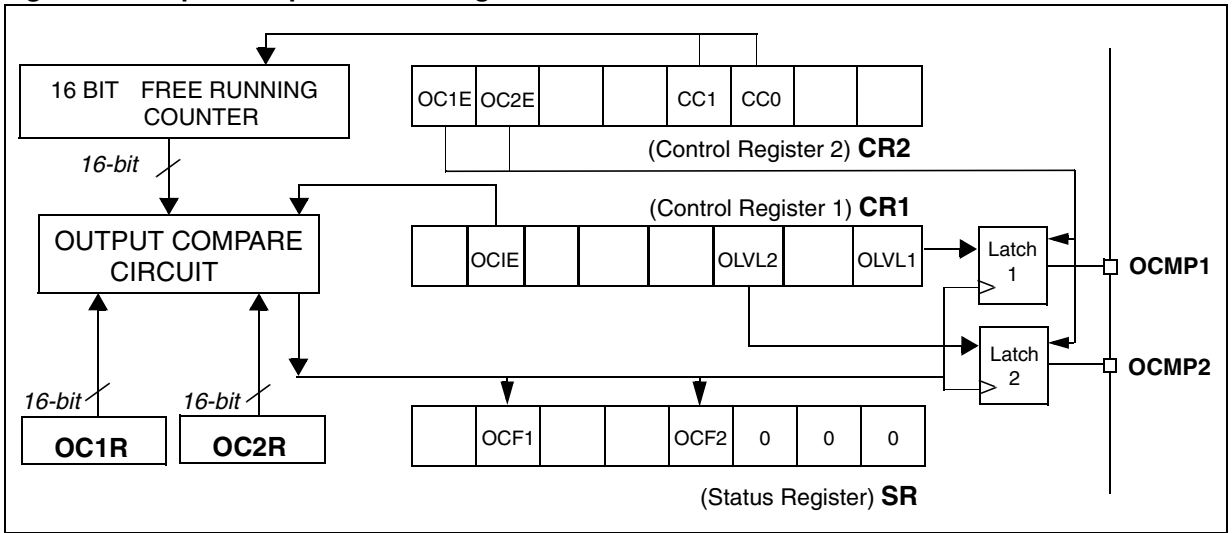 16 BIT FREE RUNNING
COUNTER
OC1E OC2E CC1 CC0
(Control Register 2) CR2
16-bit
(Control Register 1) CR1
OUTPUT COMPARE
CIRCUIT
OCIE OLVL2 OLVL1
Latch
1
OCMP1
Latch
2
OCMP2
16-bit 16-bit
OC1R OC2R
OCF1 OCF2 0 0 0
(Status Register) SR